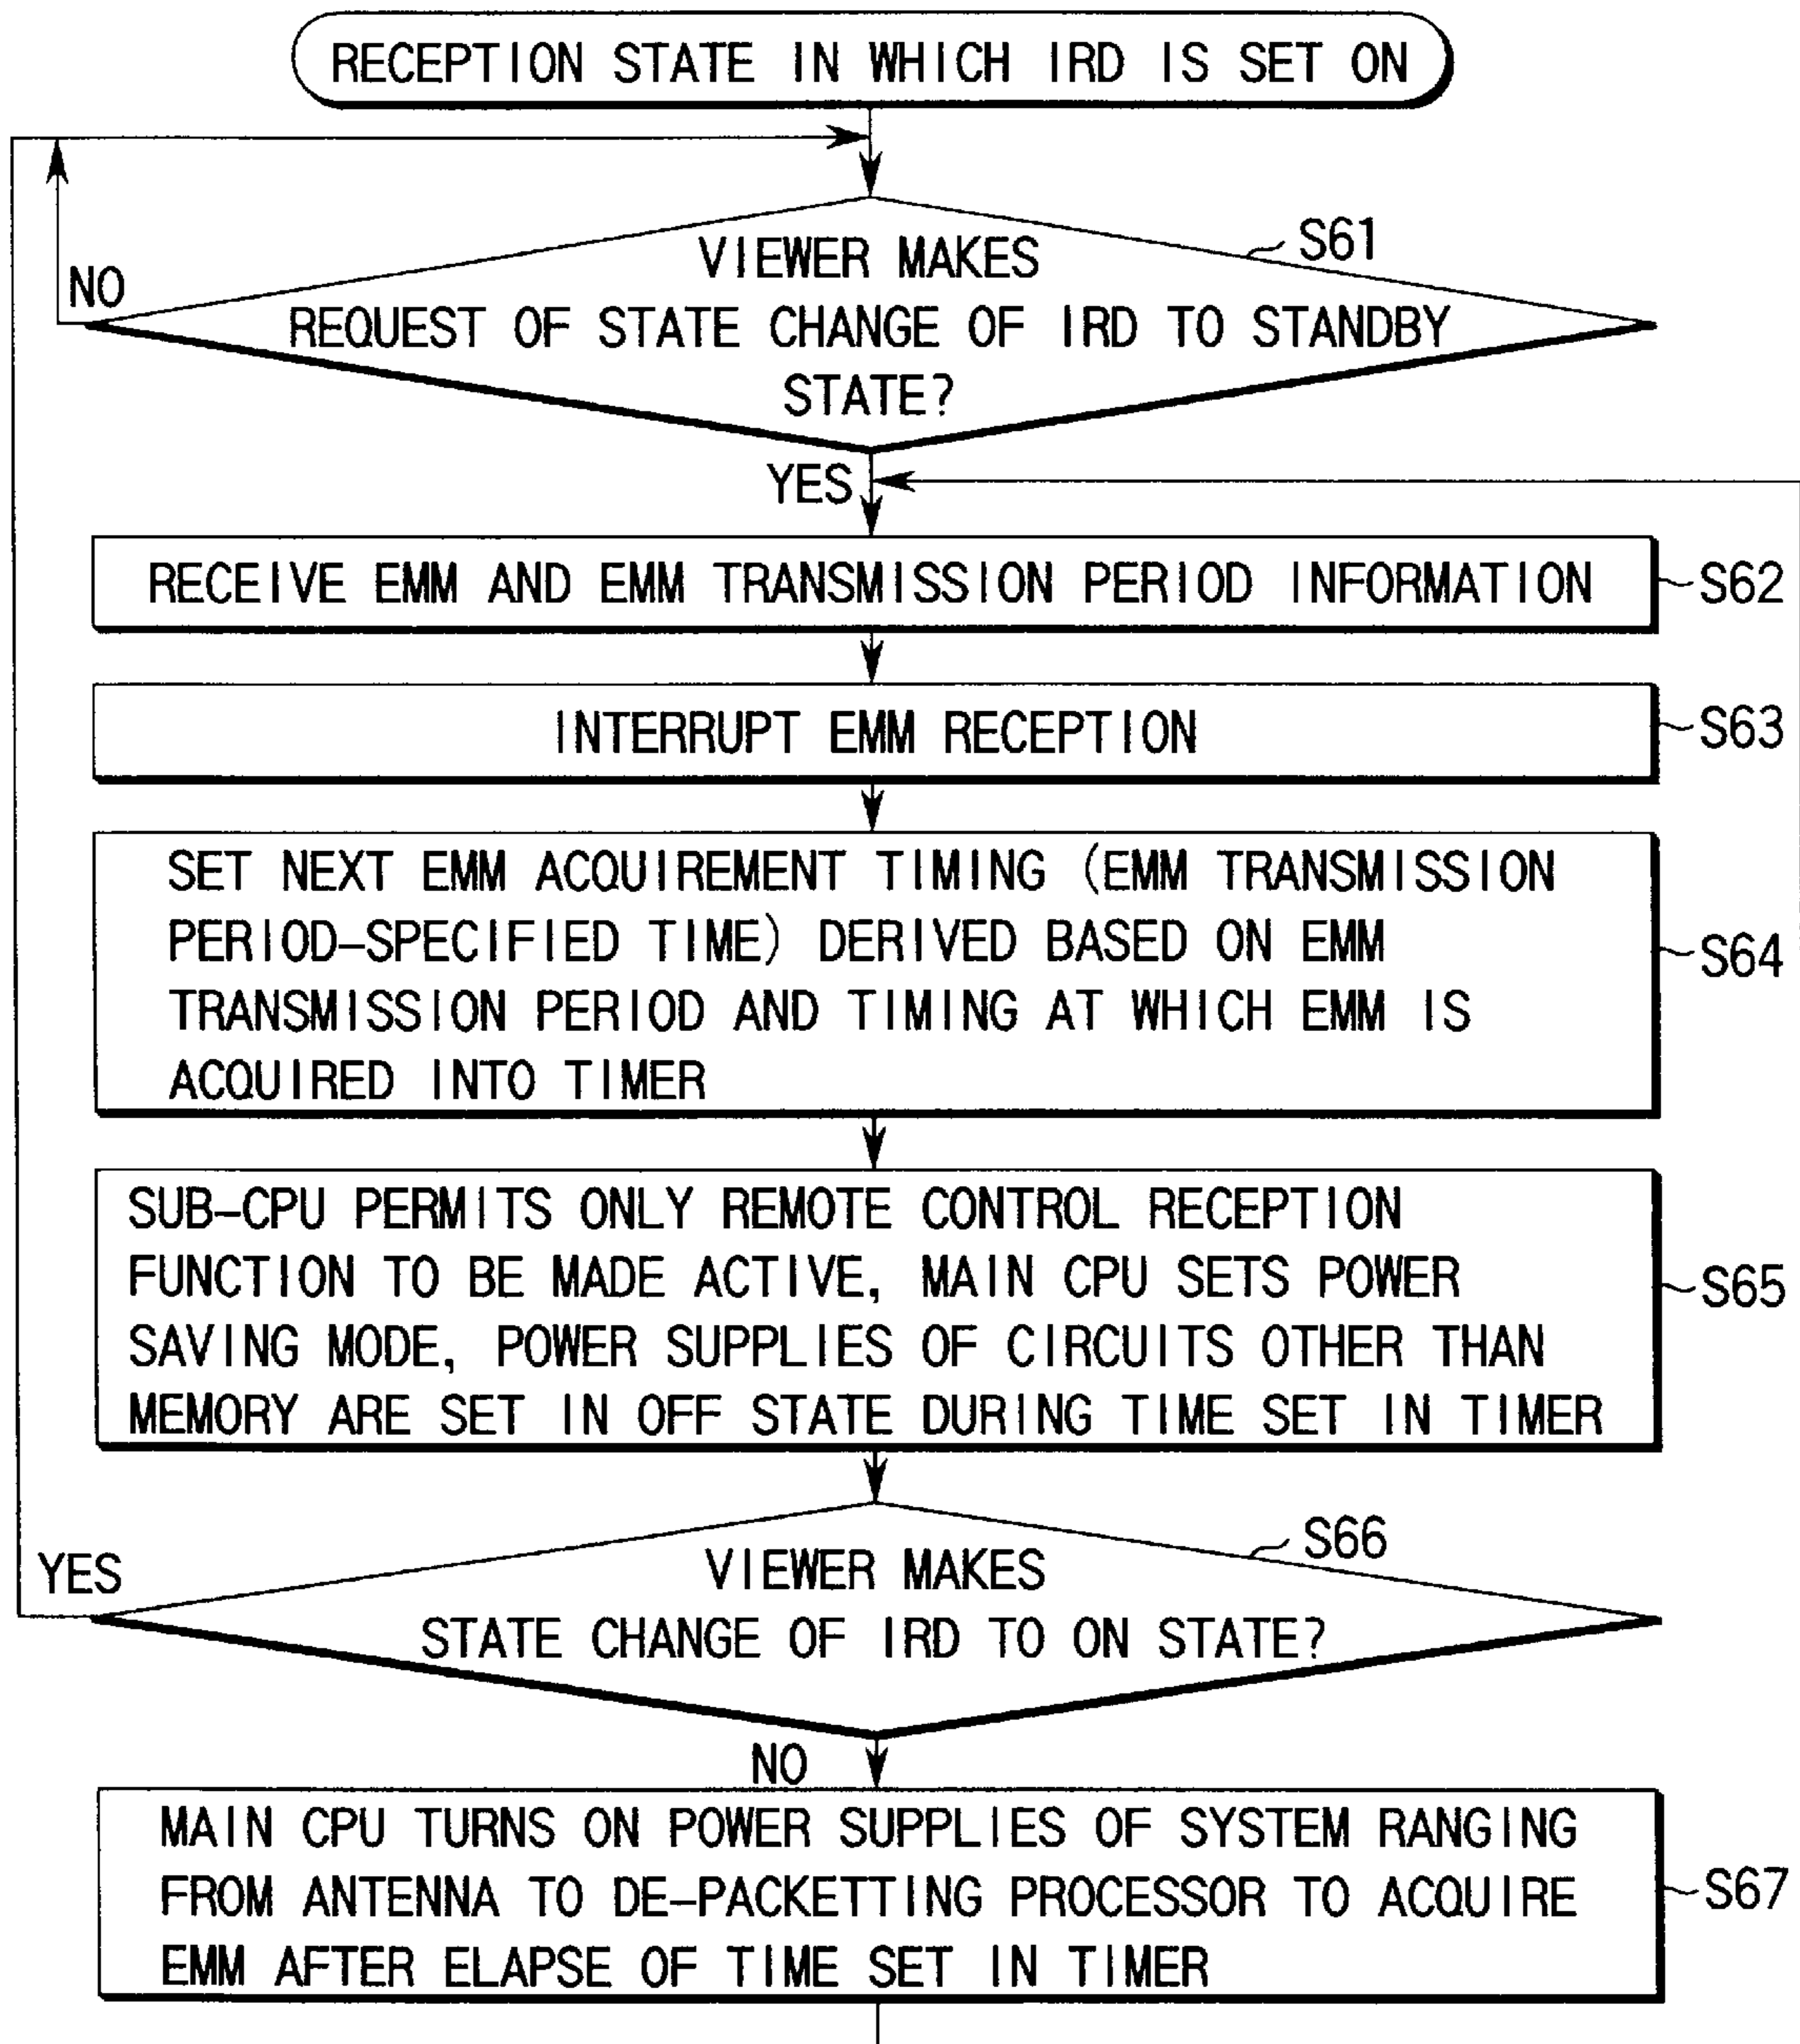 RECEPTION STATE IN WHICH IRD IS SET ON
S61
VIEWER MAKES
NO
REQUEST OF STATE CHANGE OF IRD TO STANDBY
STATE?
YES
RECEIVE EMM AND EMM TRANSMISSION PERIOD INFORMATION
S62
INTERRUPT EMM RECEPTION
S63
SET NEXT EMM ACQUIREMENT TIMING (EMM TRANSMISSION
PERIOD-SPECIFIED TIME) DERIVED BASED ON EMM
TRANSMISSION PERIOD AND TIMING AT WHICH EMM IS
ACQUIRED INTO TIMER
S64
SUB-CPU PERMITS ONLY REMOTE CONTROL RECEPTION
FUNCTION TO BE MADE ACTIVE, MAIN CPU SETS POWER
SAVING MODE, POWER SUPPLIES OF CIRCUITS OTHER THAN
MEMORY ARE SET IN OFF STATE DURING TIME SET IN TIMER
S65
S66
YES
VIEWER MAKES
STATE CHANGE OF IRD TO ON STATE?
NO
MAIN CPU TURNS ON POWER SUPPLIES OF SYSTEM RANGING
FROM ANTENNA TO DE-PACKETTING PROCESSOR TO ACQUIRE
EMM AFTER ELAPSE OF TIME SET IN TIMER
S67